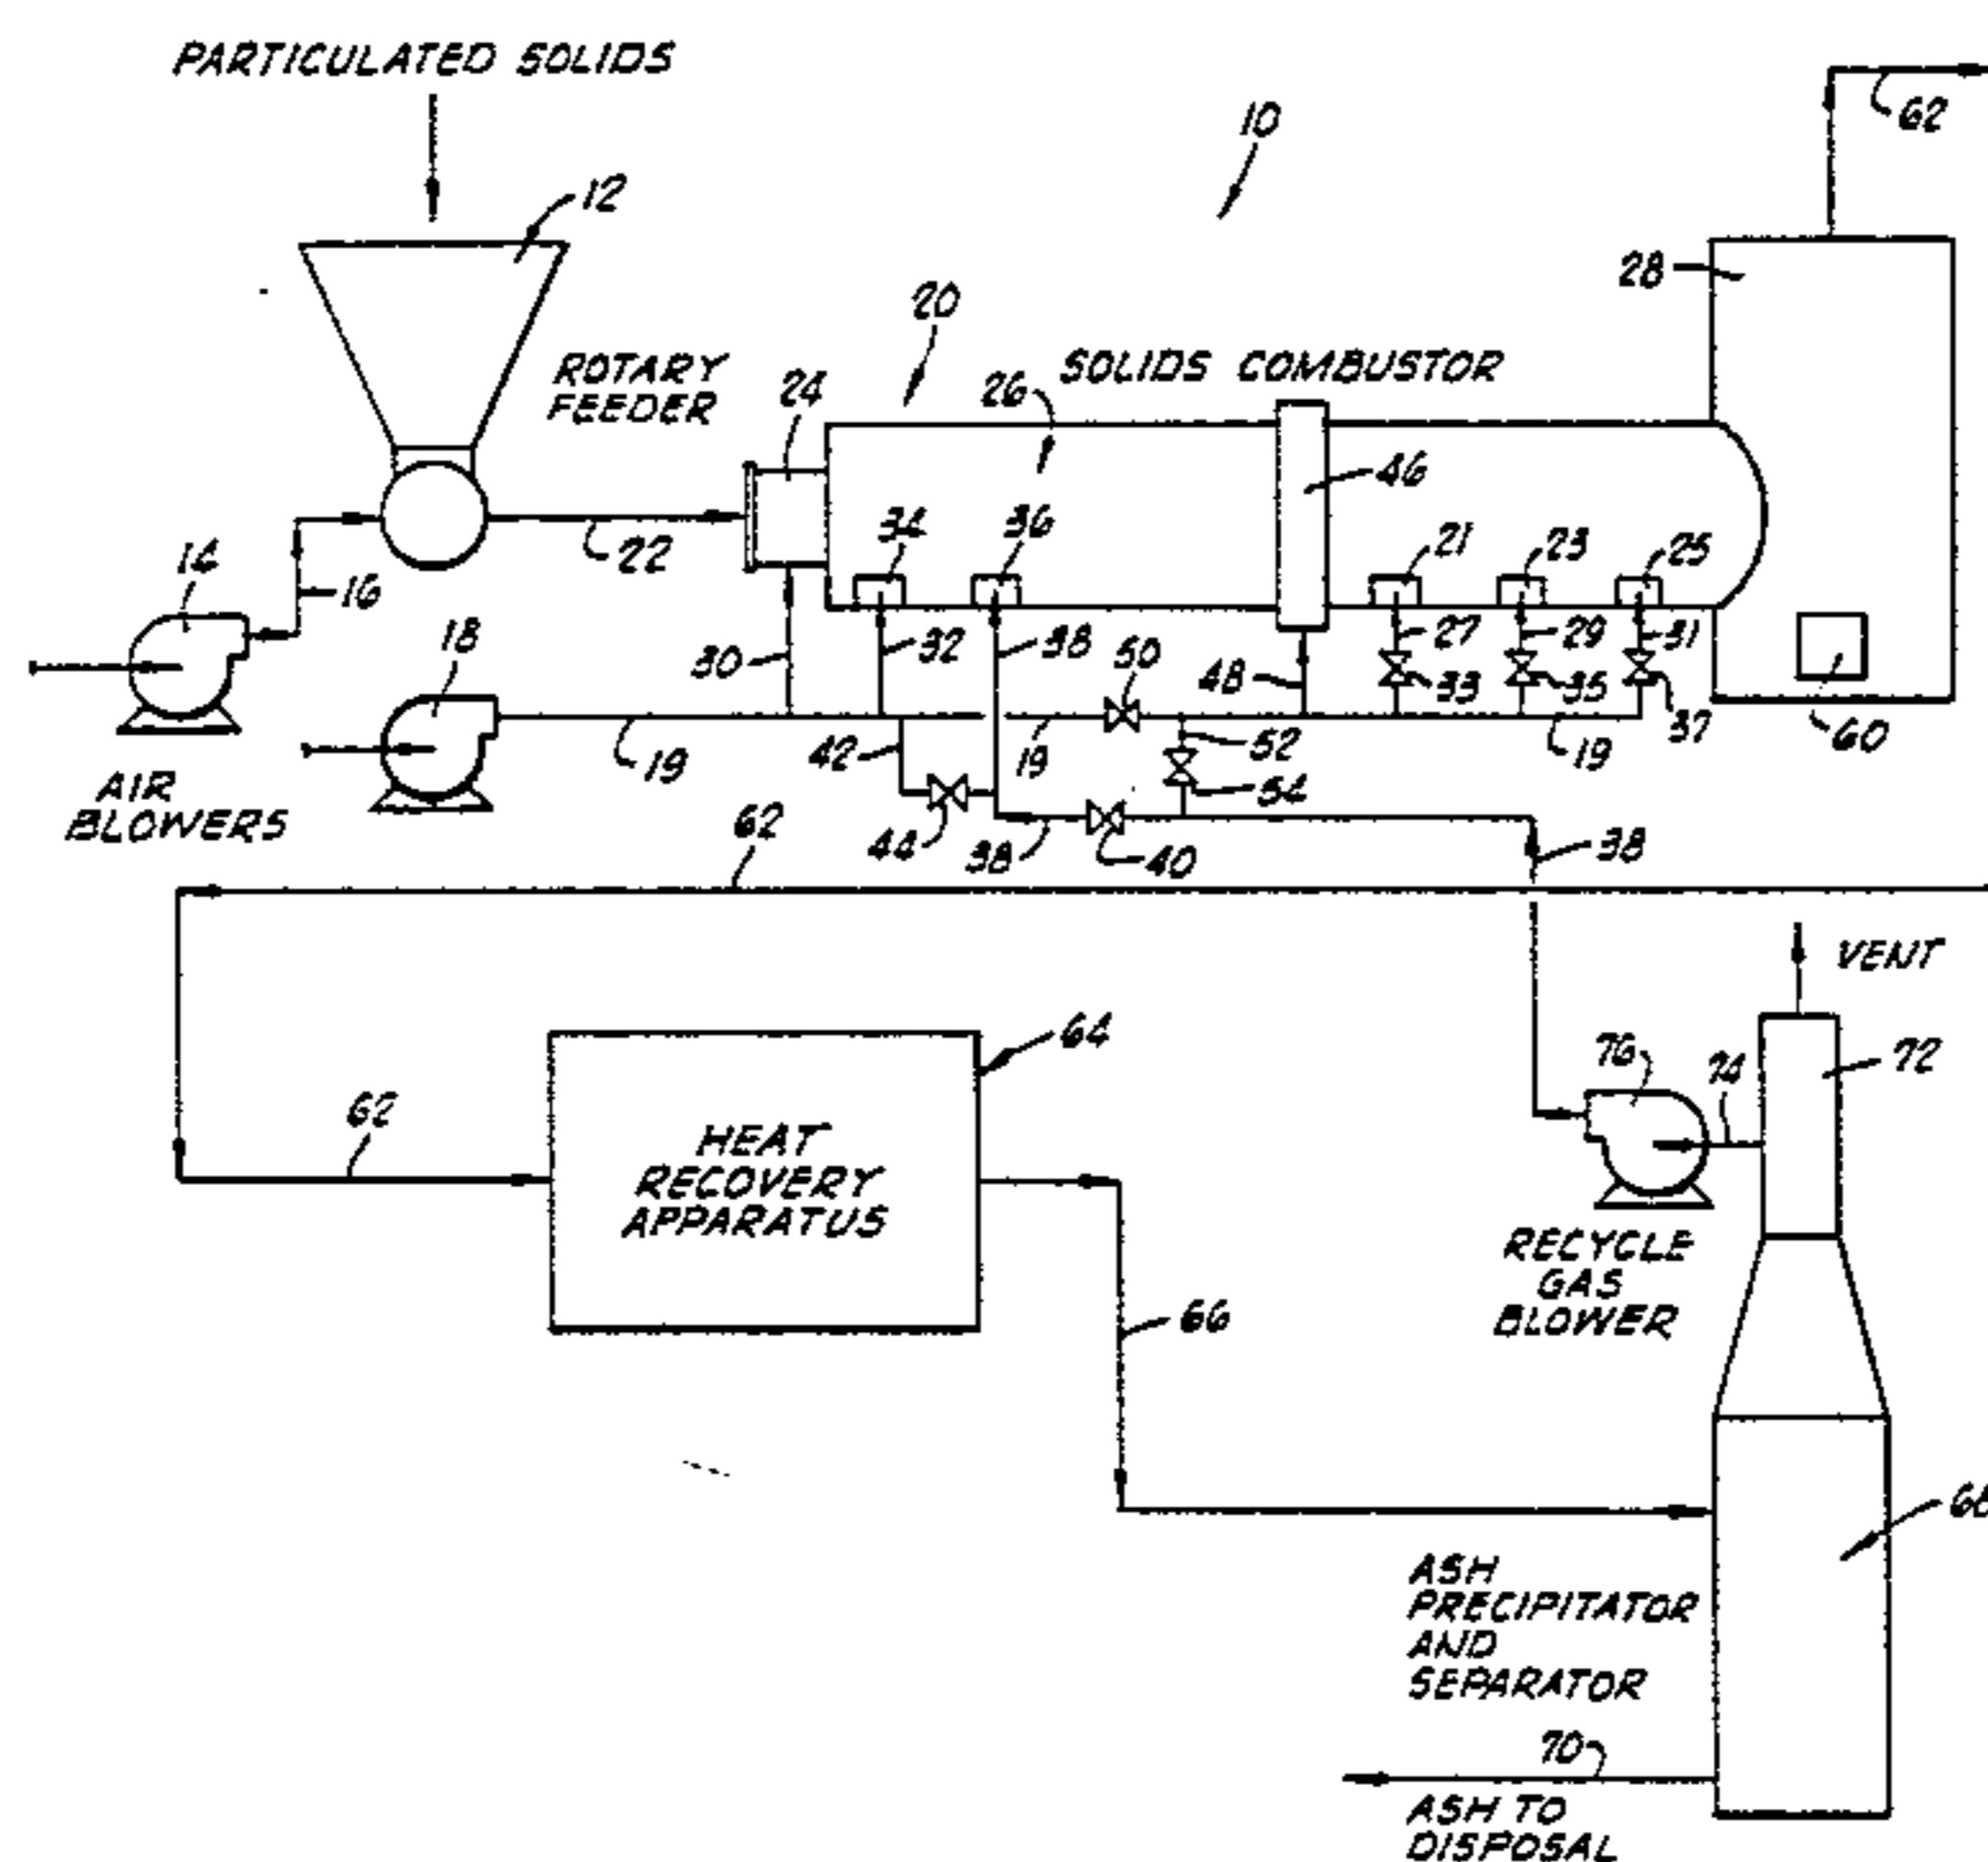 PARTICULATED SOLIDS
10
62
12
28
20
ROTARY
FEEDER
24
26
SOLIDS COMBUSTOR
46
34
36
21
23
25
14
16
22
18
30
32
38
50
48
27
29
31
33
35
37
60
19
42
19
52
54
19
AIR
BLOWERS
62
44
38
40
38
VENT
64
76
74
72
62
HEAT
RECOVERY
APPARATUS
RECYCLE
GAS
BLOWER
66
68
ASH
PRECIPITATOR
AND
SEPARATOR
70
ASH TO
DISPOSAL